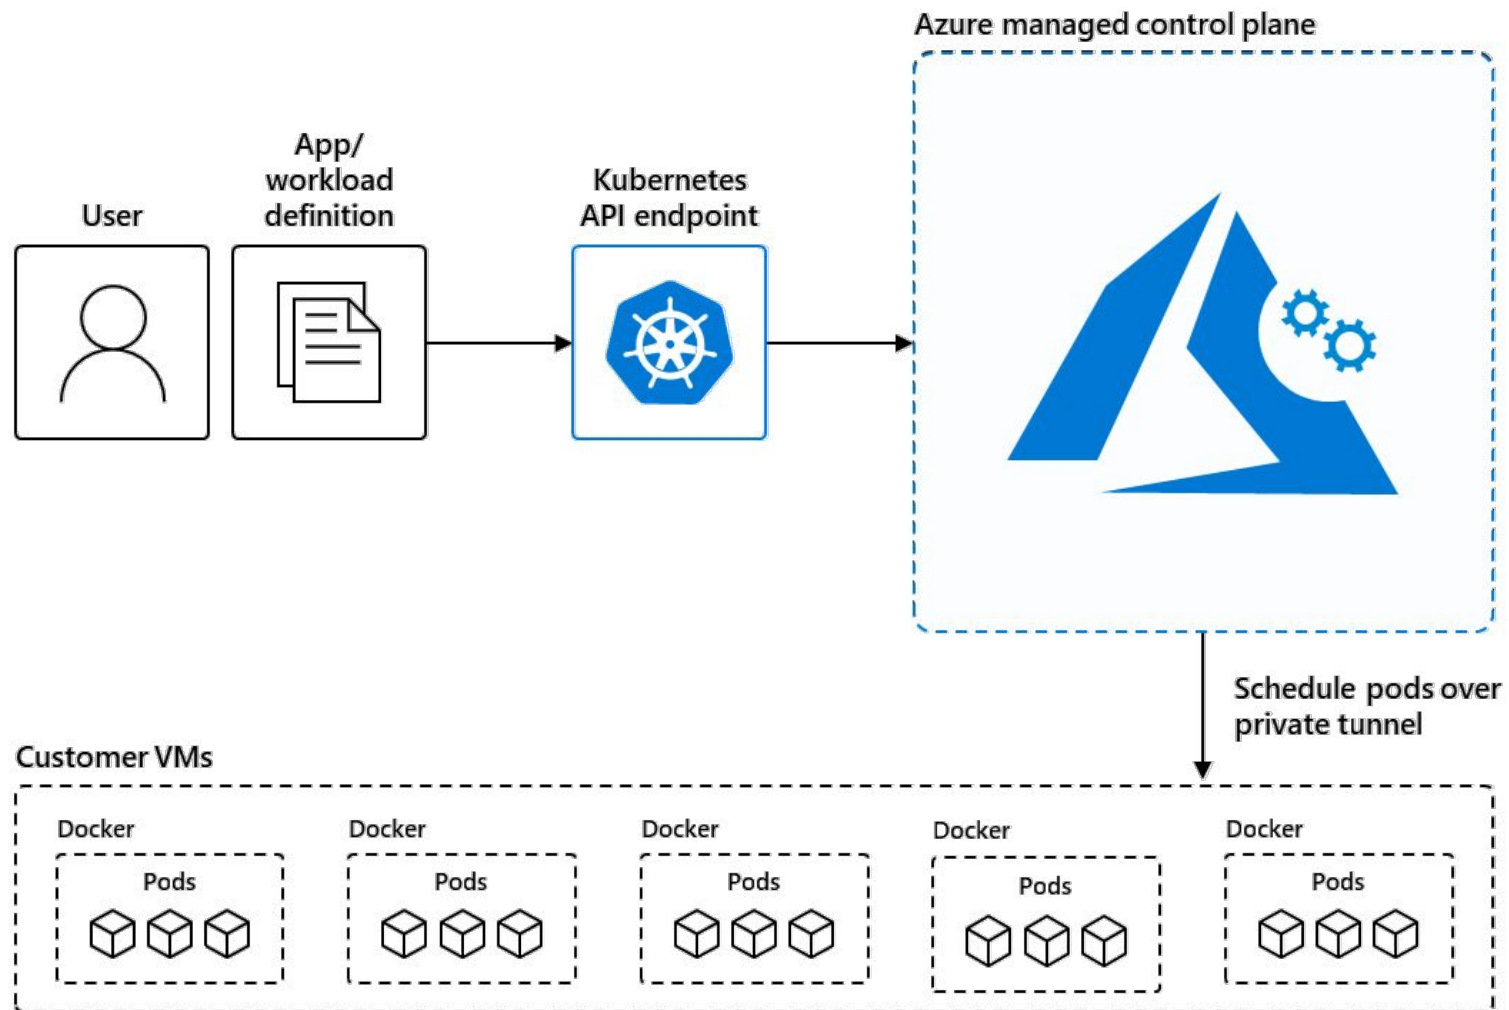 Azure managed control plane
User
App/
workload
definition
Kubernetes
API endpoint
Schedule pods over
private tunnel
Customer VMs
Docker
Docker
Docker
Docker
Docker
Pods
Pods
Pods
Pods
Pods